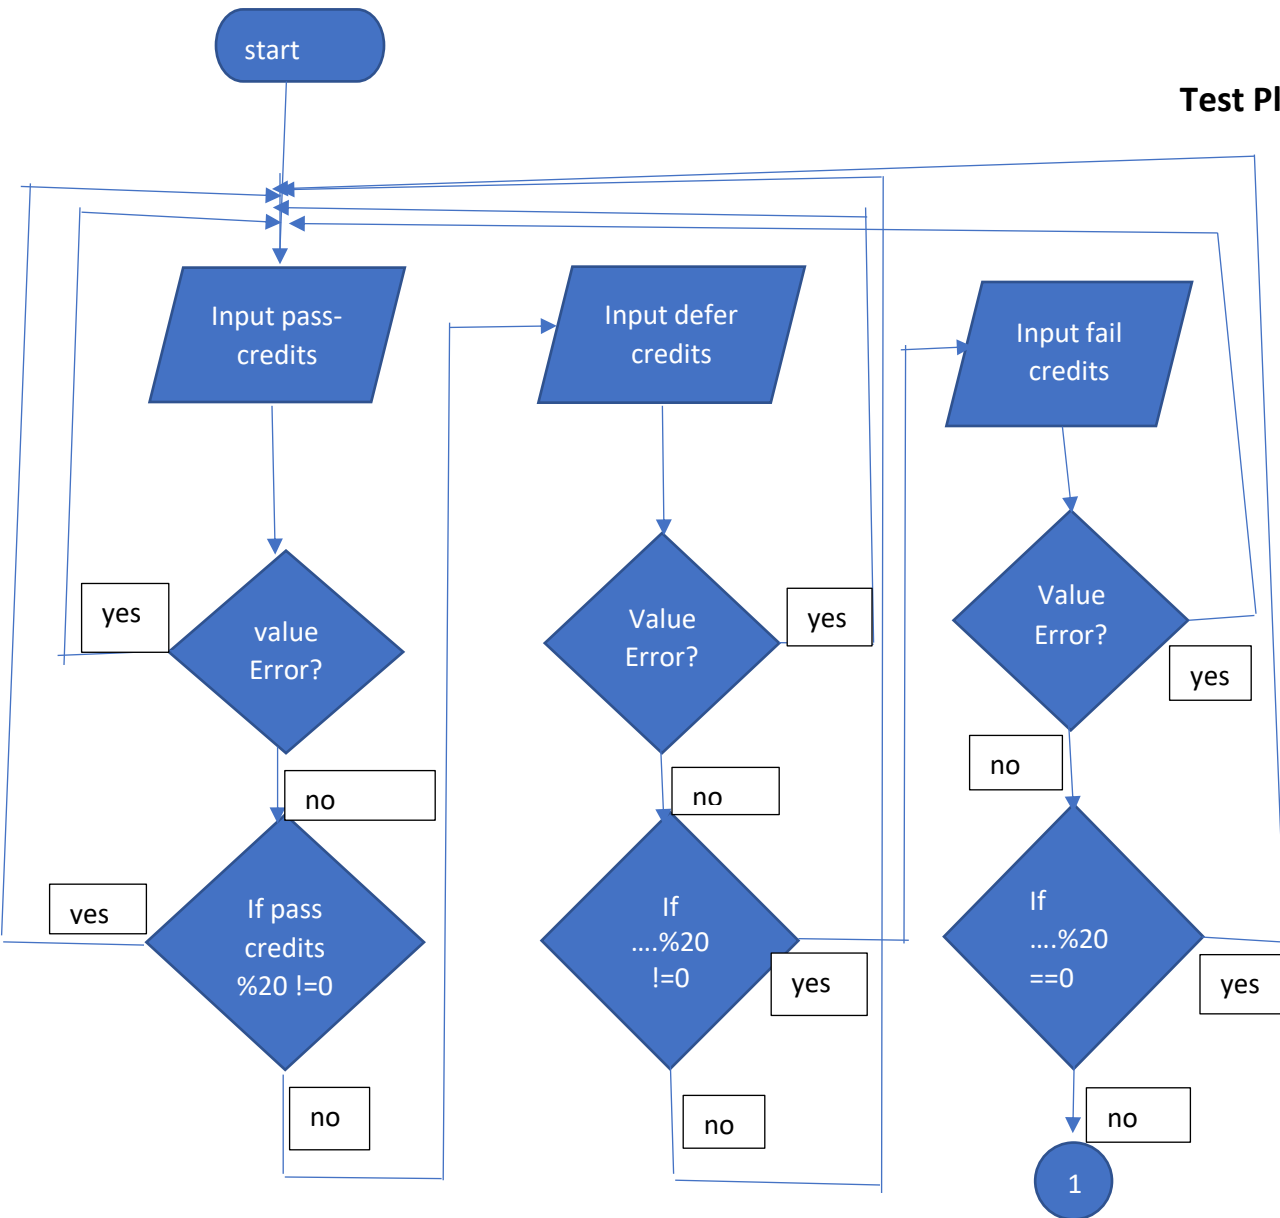 start
Test Pl
Input pass-
credits
Input defer
credits
Input fail
credits
yes
value
Error?
Value
Error?
yes
Value
Error?
yes
no
no
no
yes
If pass
credits
%20 !=0
If
....%20
!=0
yes
If
....%20
==0
yes
no
no
no
1